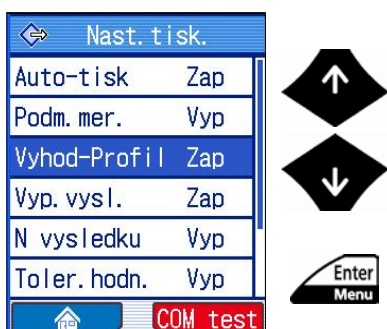 Nast. tisk.
Auto-tisk Zap
Podm. mer. Vyp
Vyhod-Profil Zap
Vyp. vysl. Zap
N vysledku Vyp
Toler. hodn. Vyp
COM test
Enter
Menu